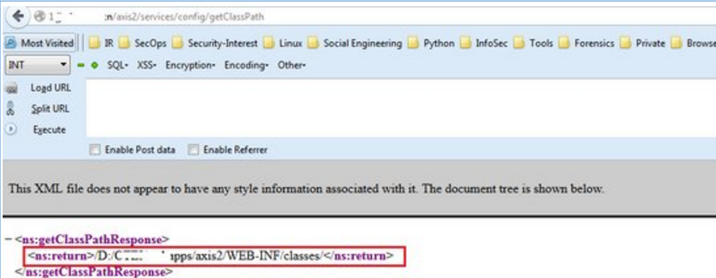 n/axis2/services/config/getClassPath
Most Visited IR SecOps Security-Interest Linux Social Engineering Python InfoSec Tools Forensics Private Browse
INT SQL- XSS- Encryption- Encoding- Other-
Load URL
Split URL
Execute
Enable Post data Enable Referrer
This XML file does not appear to have any style information associated with it. The document tree is shown below.
- <ns:getClassPathResponse>
<ns:return>/D:/ apps/axis2/WEB-INF/classes/</ns:return>
</ns:getClassPathResponse>